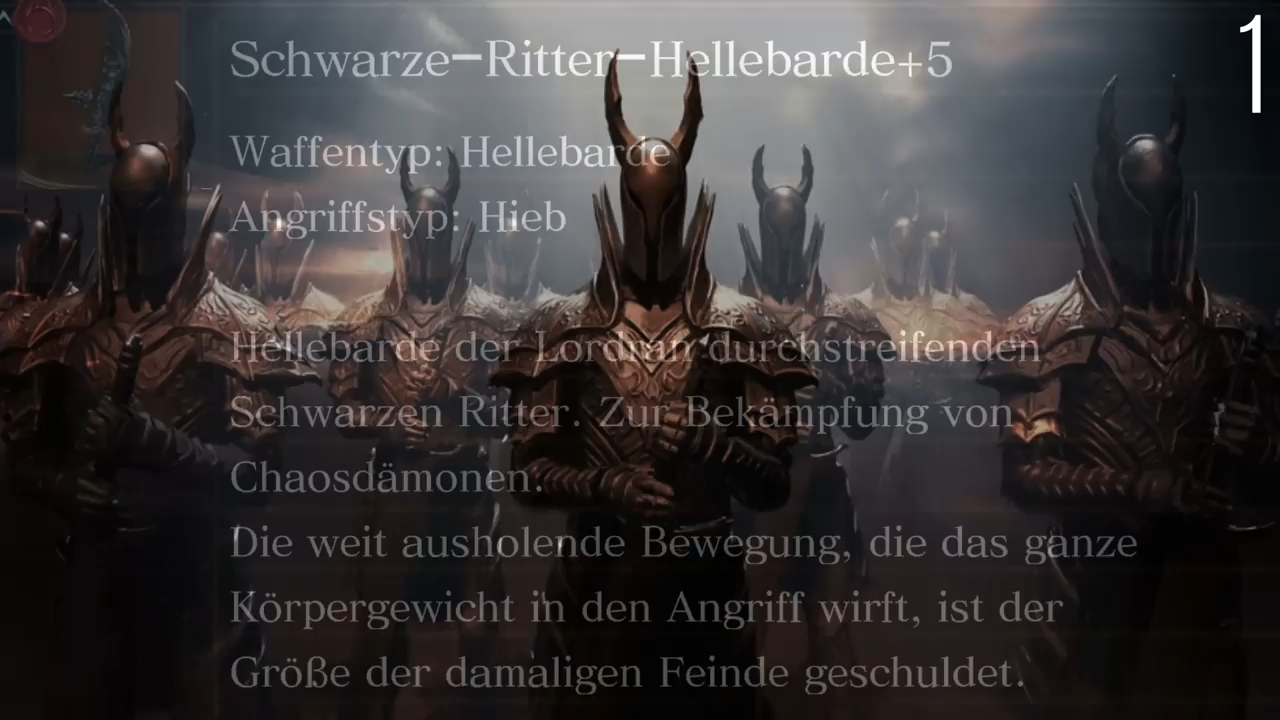 Schwarze-Ritter-Hellebarde+5
1
Waffentyp: Hellebarde
Angriffstyp: Hieb
Hellebarde der Lordran durchstreifenden
Schwarzen Ritter. Zur Bekämpfung von
Chaosdämonen.
Die weit ausholende Bewegung, die das ganze
Körpergewicht in den Angriff wirft, ist der
Größe der damaligen Feinde geschuldet.